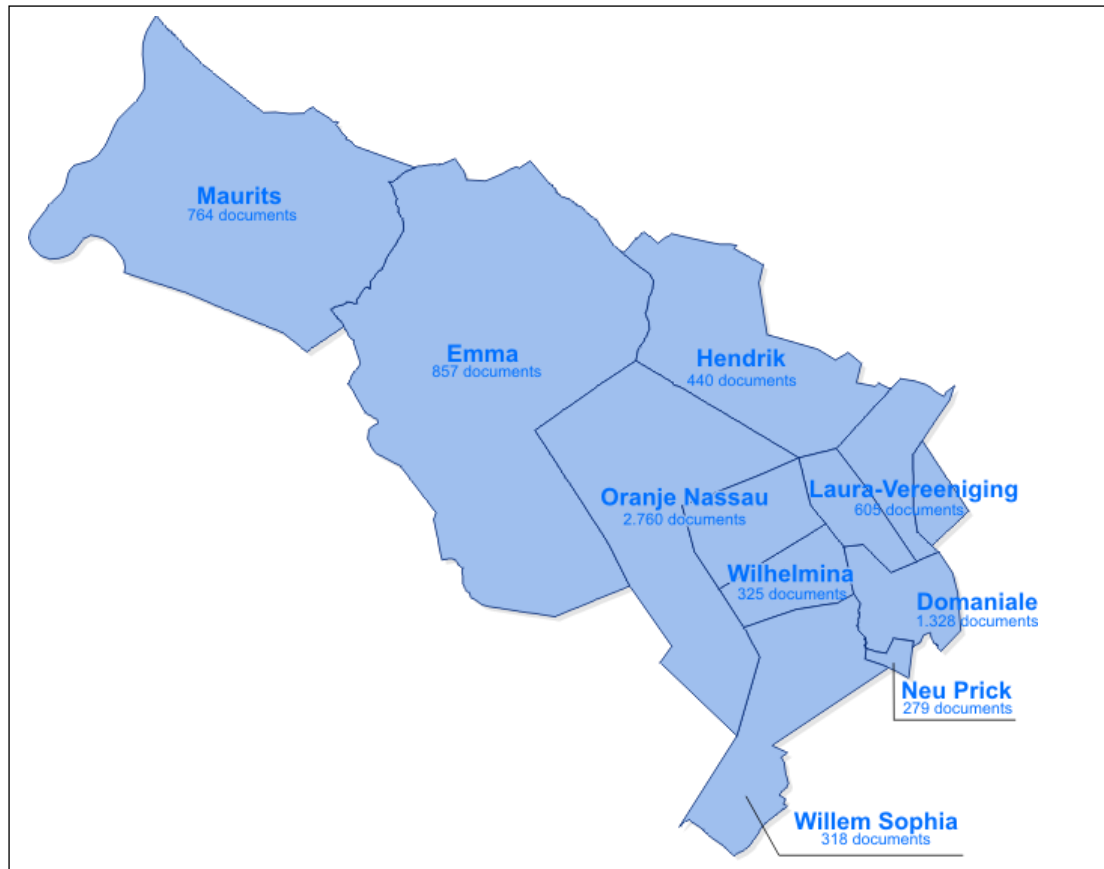 Maurits
764 documents
Emma
857 documents
Hendrik
440 documents
Oranje Nassau
2.760 documents
Laura-Vereeniging
605 documents
Wilhelmina
325 documents
Domaniale
1.328 documents
Neu Prick
279 documents
Willem Sophia
318 documents